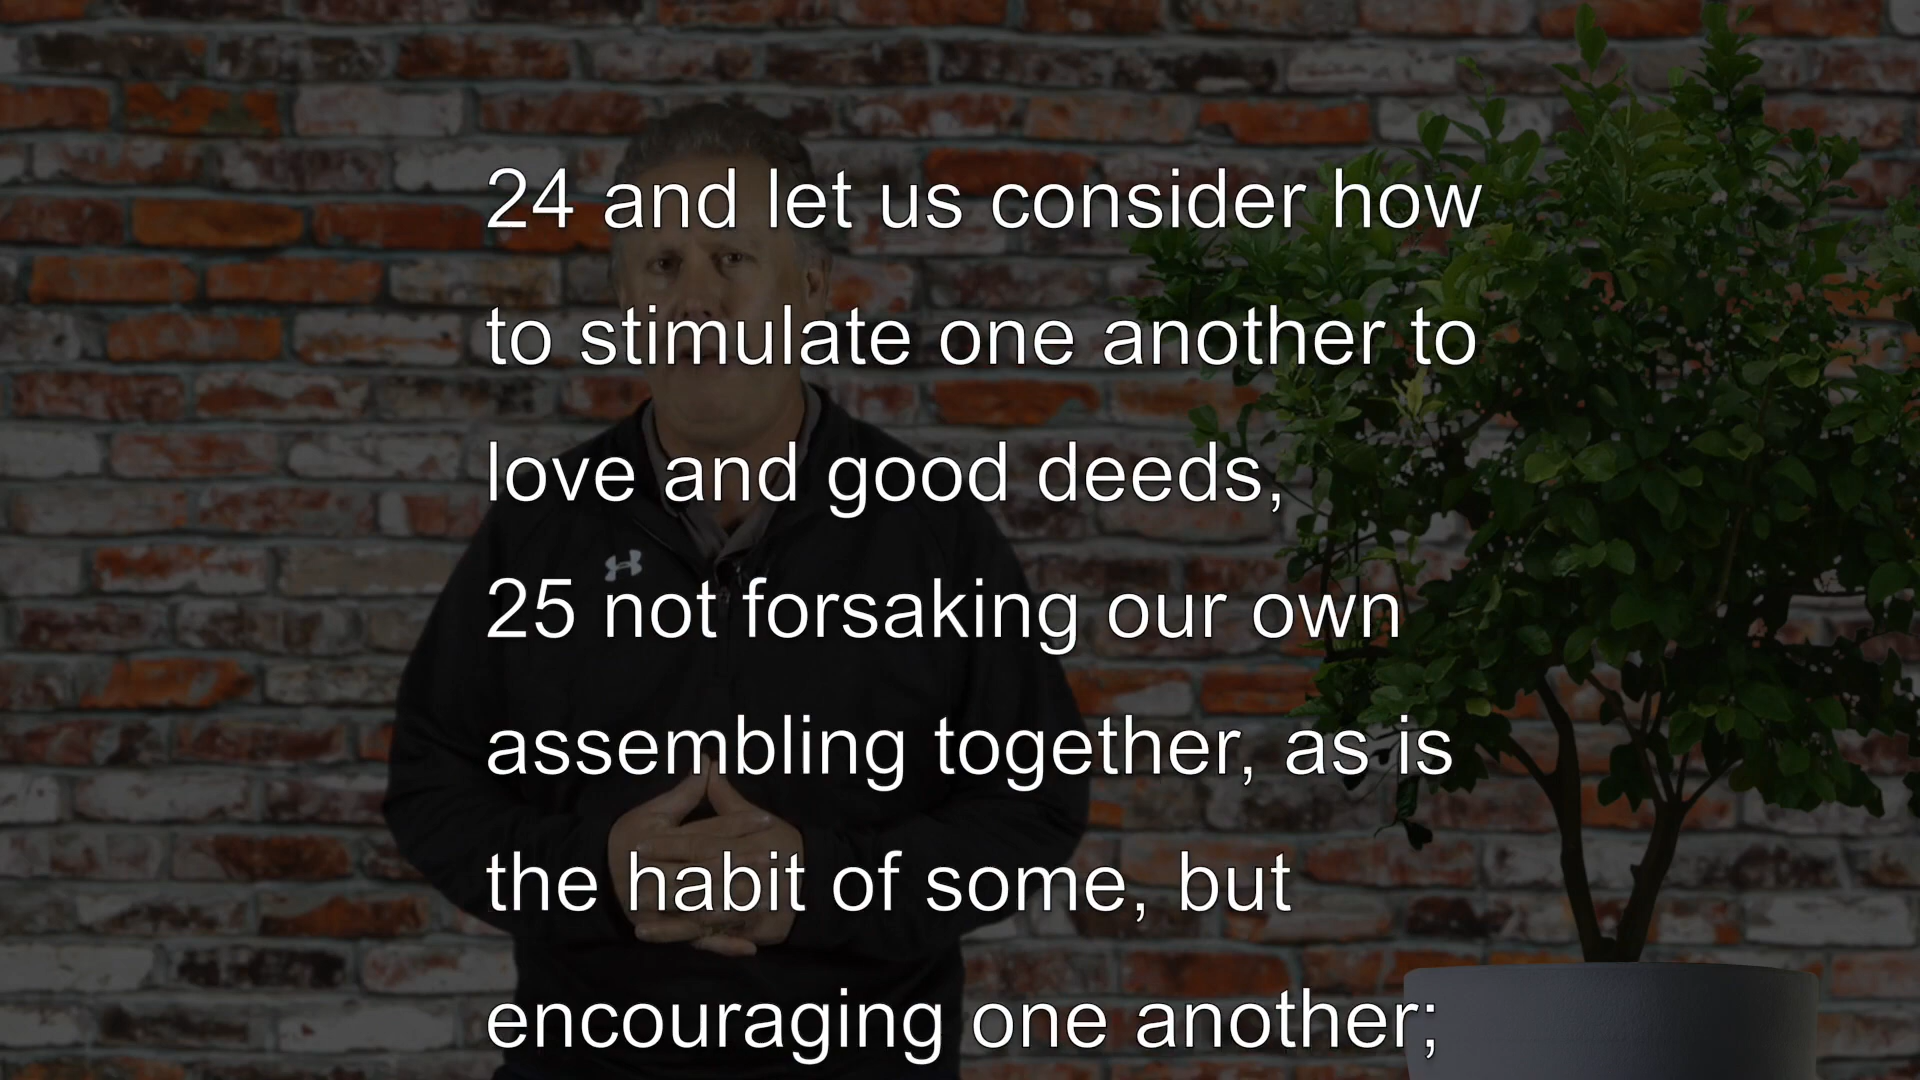 24 and let us consider how
to stimulate one another to
love and good deeds,
25 not forsaking our own
assembling together, as is
the habit of some, but
encouraging one another;